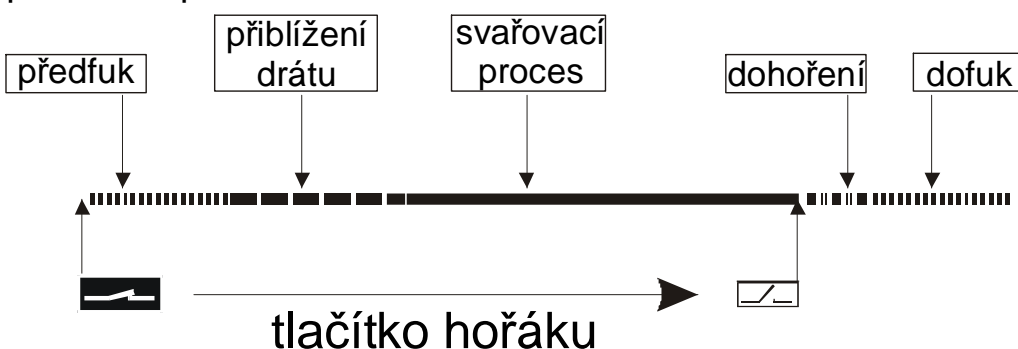 předfuk
přiblížení
drátu
svařovací
proces
dohoření
dofuk
tlačítko hořáku